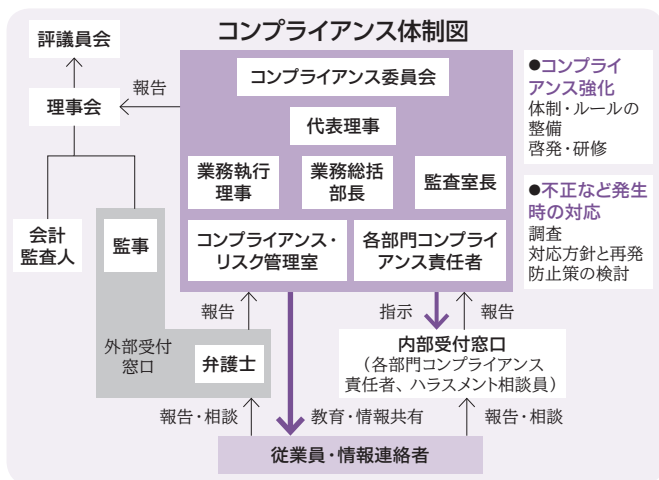 コンプライアンス体制図
評議員会
理事会
報告
コンプライアンス委員会
代表理事
業務執行
理事
業務総括
部長
監査室長
コンプライアンス・
リスク管理室
各部門コンプライ
アンス責任者
●コンプライ
アンス強化
体制・ルールの
整備
啓発・研修
●不正など発生
時の対応
調査
対応方針と再発
防止策の検討
会計
監査人
監事
外部受付
窓口
弁護士
報告
指示
報告
内部受付窓口
（各部門コンプライアンス
責任者、ハラスメント相談員）
報告・相談
教育・情報共有
報告・相談
従業員・情報連絡者